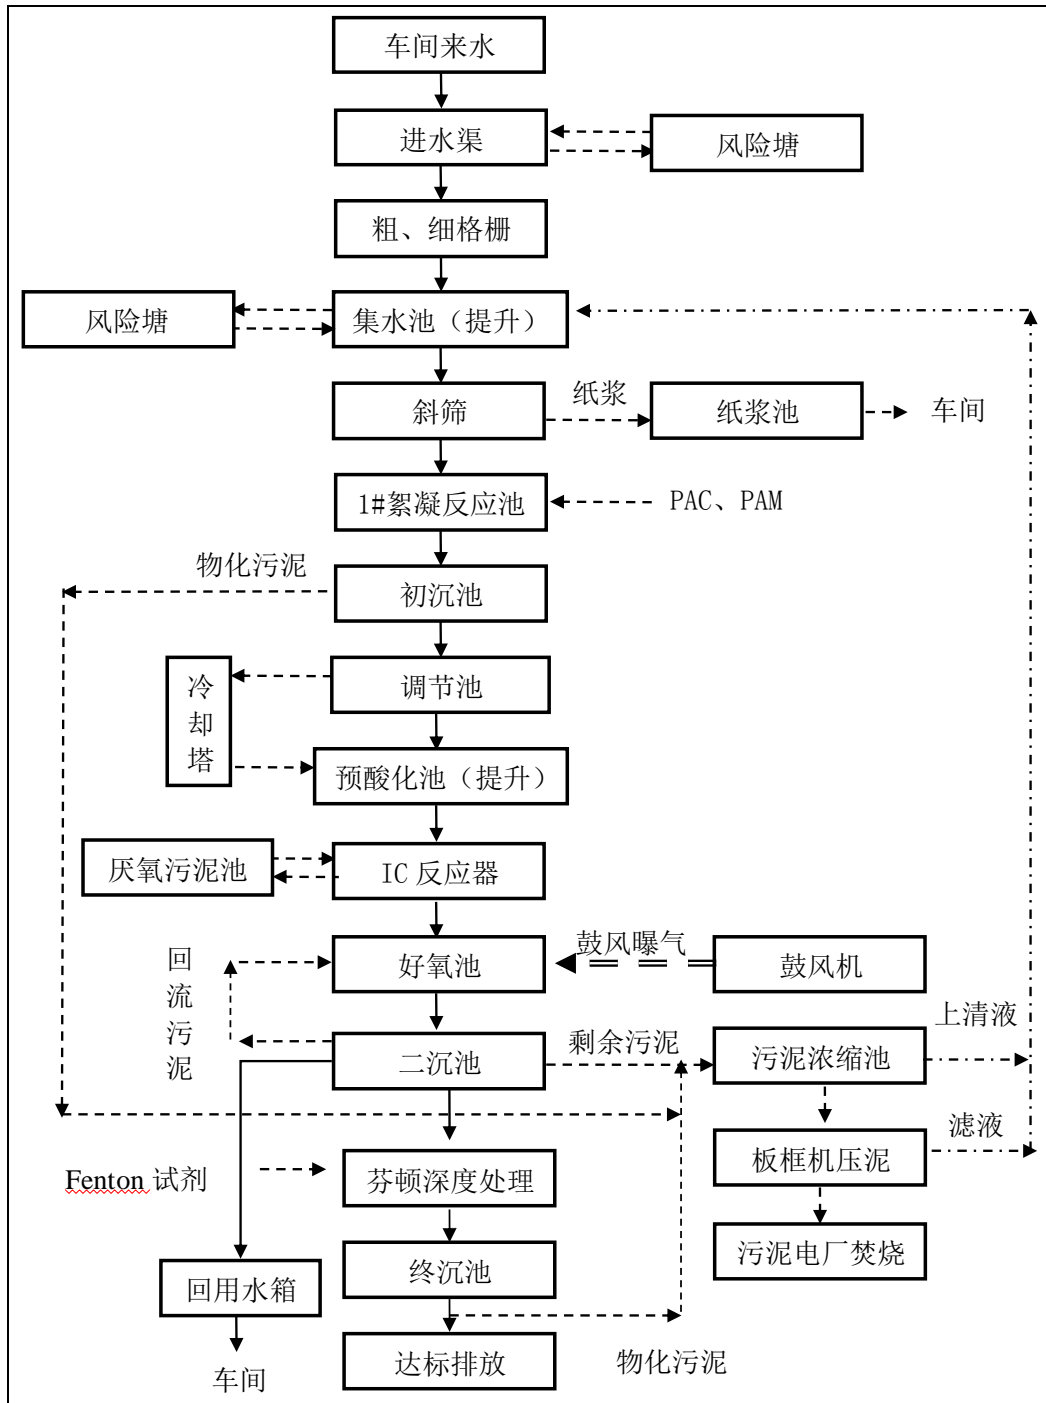 车间来水
进水渠
风险塘
粗、细格栅
风险塘
集水池（提升）
斜筛
纸浆
纸浆池
车间
1#絮凝反应池
PAC、PAM
物化污泥
初沉池
冷却塔
调节池
预酸化池（提升）
厌氧污泥池
IC 反应器
回流污泥
好氧池
鼓风曝气
鼓风机
二沉池
剩余污泥
污泥浓缩池
上清液
板框机压泥
滤液
Fenton 试剂
芬顿深度处理
污泥电厂焚烧
终沉池
回用水箱
达标排放
物化污泥
车间